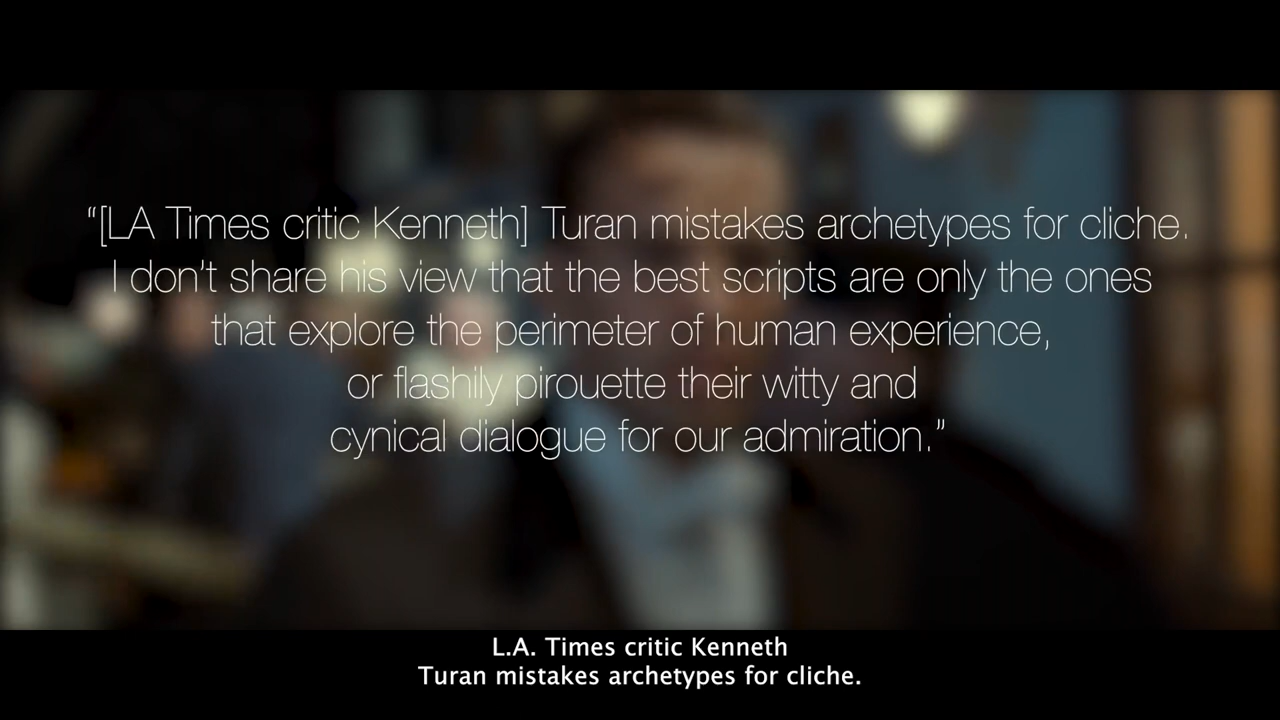 “[LA Times critic Kenneth] Turan mistakes archetypes for cliche.
I don’t share his view that the best scripts are only the ones
that explore the perimeter of human experience,
or flashily pirouette their witty and
cynical dialogue for our admiration.”
L.A. Times critic Kenneth
Turan mistakes archetypes for cliche.